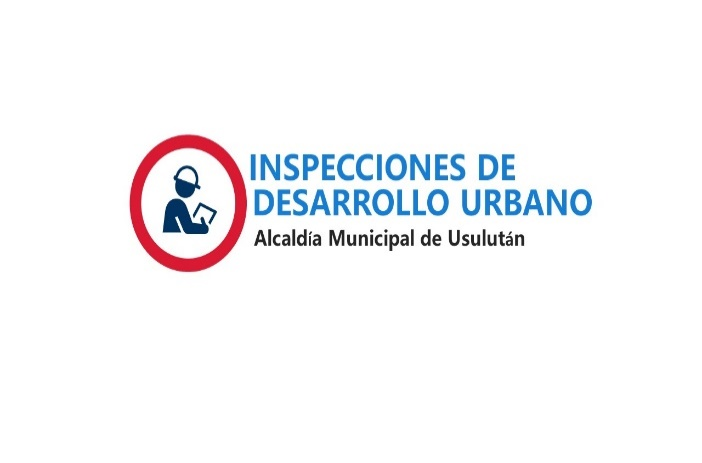 INSPECCIONES DE
DESARROLLO URBANO
Alcaldía Municipal de Usulután